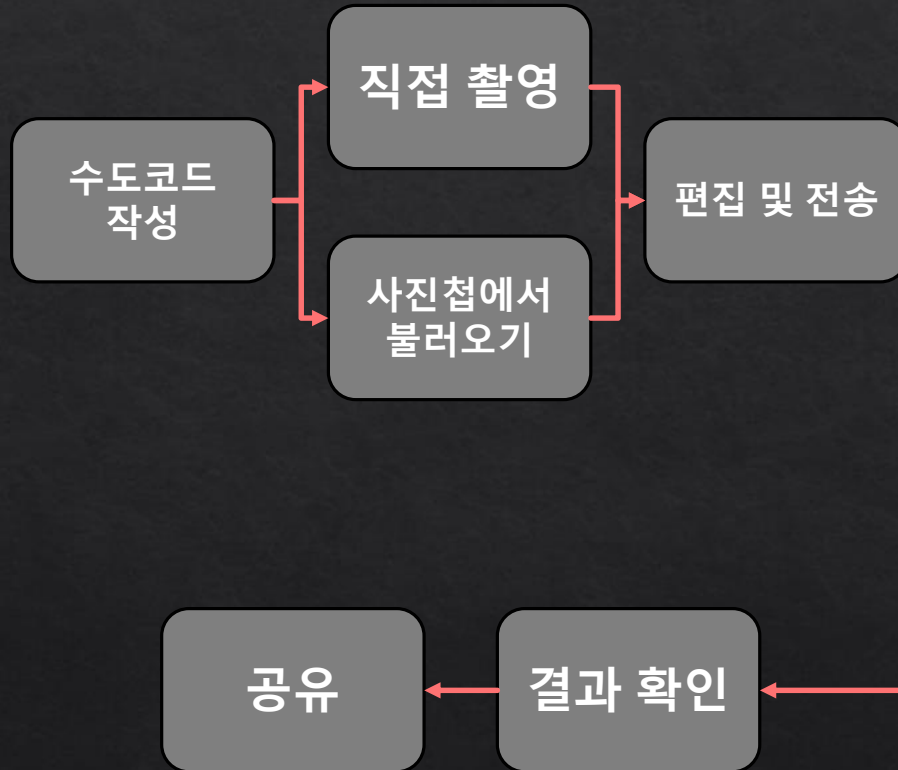 직접 촬영
수도코드
작성
편집 및 전송
사진첩에서
불러오기
공유
결과 확인